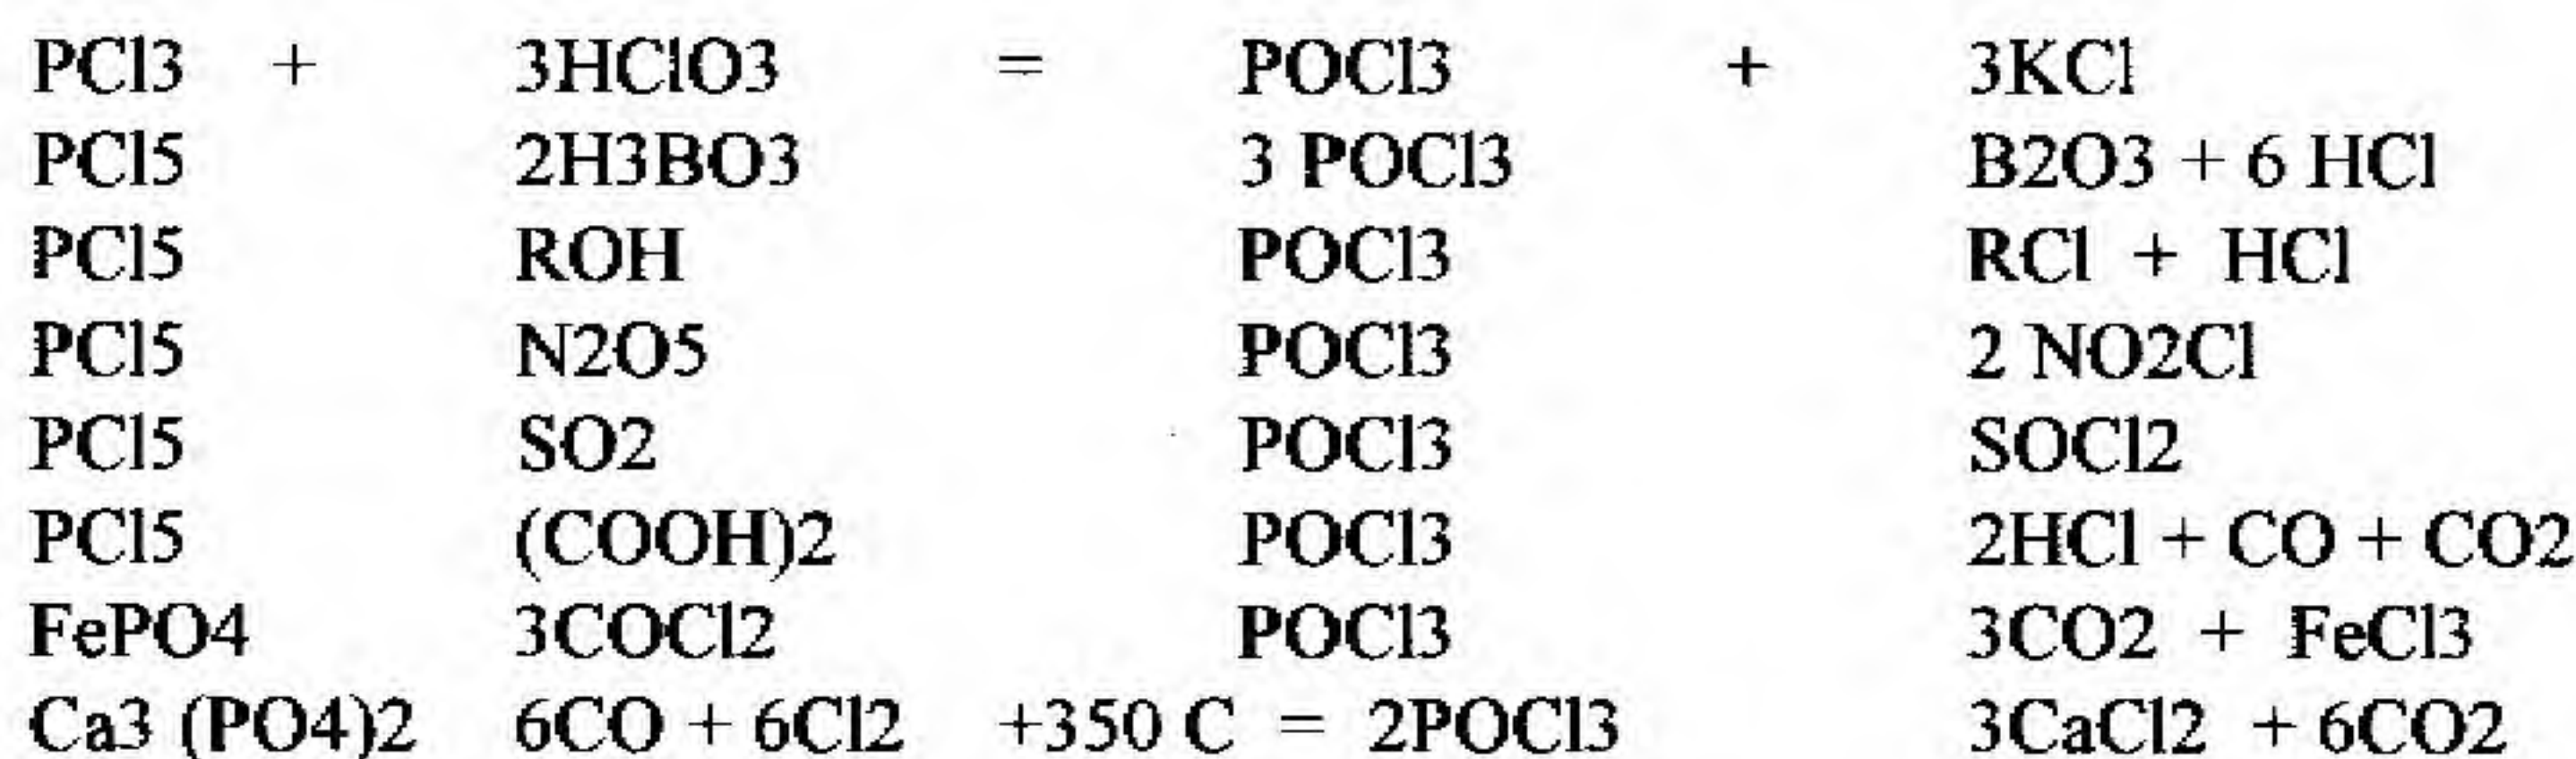 PCl3 + 3HClO3 = POCl3 + 3KCl
PCl5 2H3BO3 3 POCl3 B2O3 + 6 HCl
PCl5 ROH POCl3 RCl + HCl
PCl5 N2O5 POCl3 2 NO2Cl
PCl5 SO2 POCl3 SOCl2
PCl5 (COOH)2 POCl3 2HCl + CO + CO2
FePO4 3COCl2 POCl3 3CO2 + FeCl3
Ca3 (PO4)2 6CO + 6Cl2 +350 C = 2POCl3 3CaCl2 + 6CO2